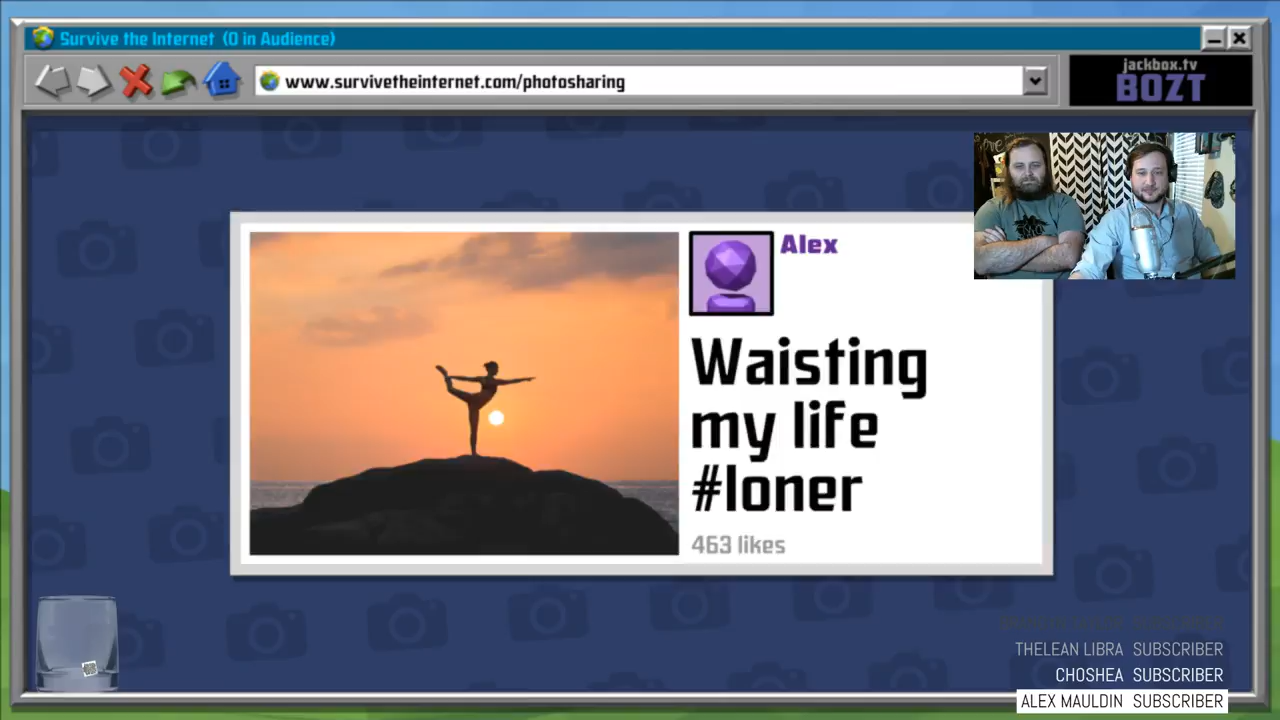 Survive the Internet (0 in Audience)
www.survivetheinternet.com/photosharing
jackbox.tv
BOZT
Alex
Waisting
my life
#loner
463 likes
SUBSCRIBER
THELEAN LIBRA SUBSCRIBER
CHOSHEA SUBSCRIBER
ALEX MAULDIN SUBSCRIBER